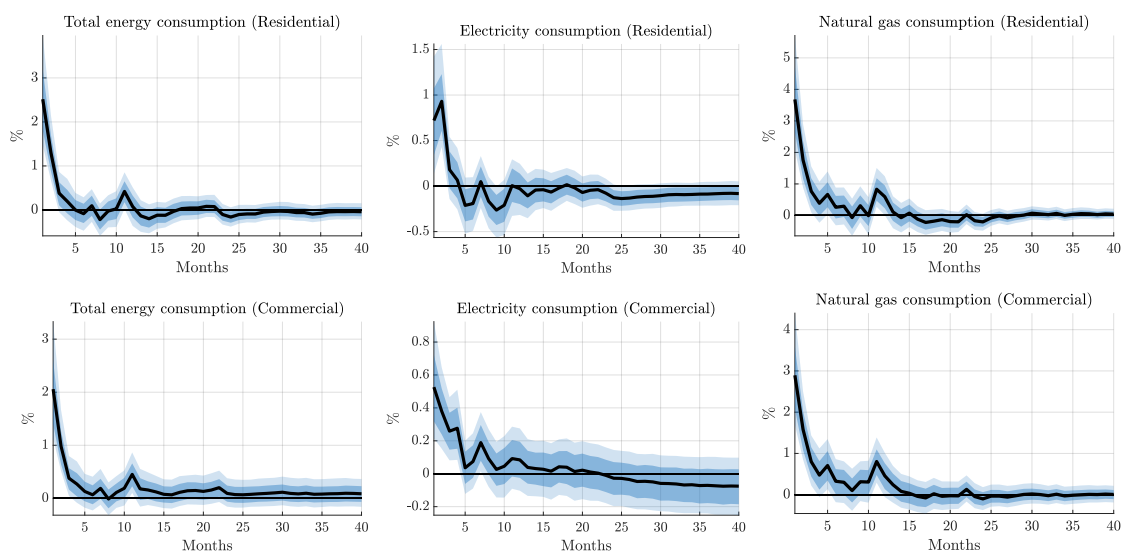 Total energy consumption (Residential)
%
3
2
1
0
5 10 15 20 25 30 35 40
Months
Electricity consumption (Residential)
%
1.5
1
0.5
0
-0.5
5 10 15 20 25 30 35 40
Months
Natural gas consumption (Residential)
%
5
4
3
2
1
0
5 10 15 20 25 30 35 40
Months
Total energy consumption (Commercial)
%
3
2
1
0
5 10 15 20 25 30 35 40
Months
Electricity consumption (Commercial)
%
0.8
0.6
0.4
0.2
0
-0.2
5 10 15 20 25 30 35 40
Months
Natural gas consumption (Commercial)
%
4
3
2
1
0
5 10 15 20 25 30 35 40
Months